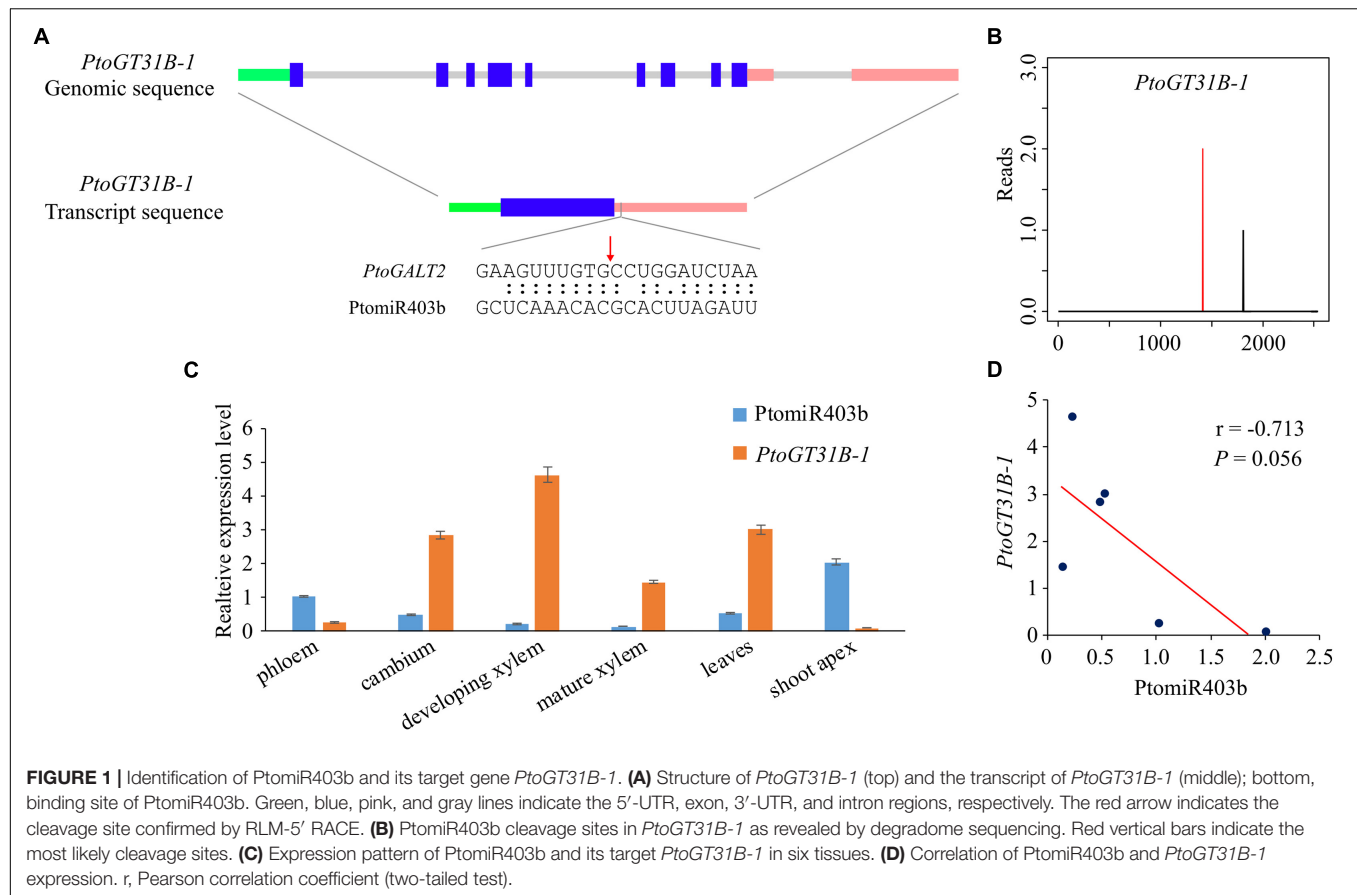 A
PtoGT31B-1
Genomic sequence
PtoGT31B-1
Transcript sequence
PtoGALT2
GAAGUUUGTGCCUGGAUCUAA
:::::::: ::.::::::
PtomiR403b
GCUCAAACACGCACUUAGAUU
B
PtoGT31B-1
Reads
3.0
2.0
1.0
0.0
0
1000
2000
C
Realteive expression level
6
5
4
3
2
1
0
PtomiR403b
PtoGT31B-1
phloem
cambium
developing xylem
mature xylem
leaves
shoot apex
D
PtoGT31B-1
5
4
3
2
1
0
r = -0.713
P = 0.056
0
0.5
1.0
1.5
2.0
2.5
PtomiR403b
FIGURE 1 | Identification of PtomiR403b and its target gene PtoGT31B-1. (A) Structure of PtoGT31B-1 (top) and the transcript of PtoGT31B-1 (middle); bottom,
binding site of PtomiR403b. Green, blue, pink, and gray lines indicate the 5′-UTR, exon, 3′-UTR, and intron regions, respectively. The red arrow indicates the
cleavage site confirmed by RLM-5′ RACE. (B) PtomiR403b cleavage sites in PtoGT31B-1 as revealed by degradome sequencing. Red vertical bars indicate the
most likely cleavage sites. (C) Expression pattern of PtomiR403b and its target PtoGT31B-1 in six tissues. (D) Correlation of PtomiR403b and PtoGT31B-1
expression. r, Pearson correlation coefficient (two-tailed test).